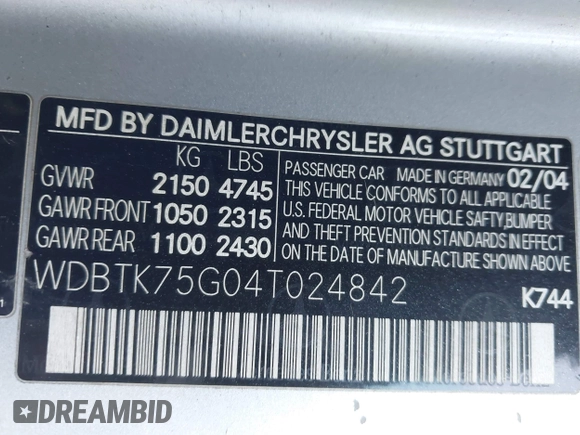 MFD BY DAIMLERCHRYSLER AG STUTTGART
KG LBS
GVWR 2150 4745
GAWR FRONT 1050 2315
GAWR REAR 1100 2430
PASSENGER CAR MADE IN GERMANY 02/04
THIS VEHICLE CONFORMS TO ALL APPLICABLE
U.S. FEDERAL MOTOR VEHICLE SAFTY, BUMPER,
AND THEFT PREVENTION STANDARDS IN EFFECT
ON THE DATE OF MANUFACTURE SHOWN ABOVE.
WDBTK75G04T024842
K744
1
DREAMBID